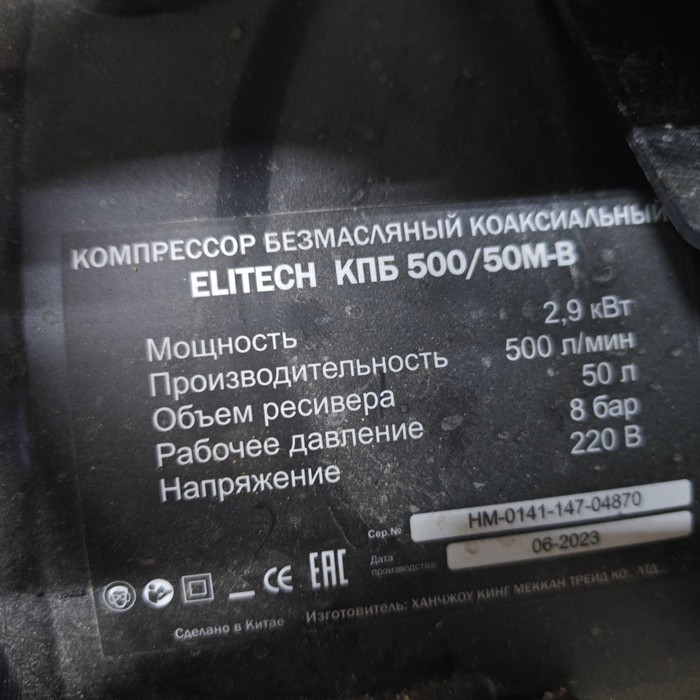 КОМПРЕССОР БЕЗМАСЛЯНЫЙ КОАКСИАЛЬНЫЙ
ELITECH КПБ 500/50М-В
Мощность 2,9 кВт
Производительность 500 л/мин
Объем ресивера 50 л
Рабочее давление 8 бар
Напряжение 220 В
Сер.№ HM-0141-147-04870
Дата производства 06-2023
CE EAC
Сделано в Китае Изготовитель: ХАНЧЖОУ КИНГ МЕККАН ТРЕЙД КО., ЛТД.